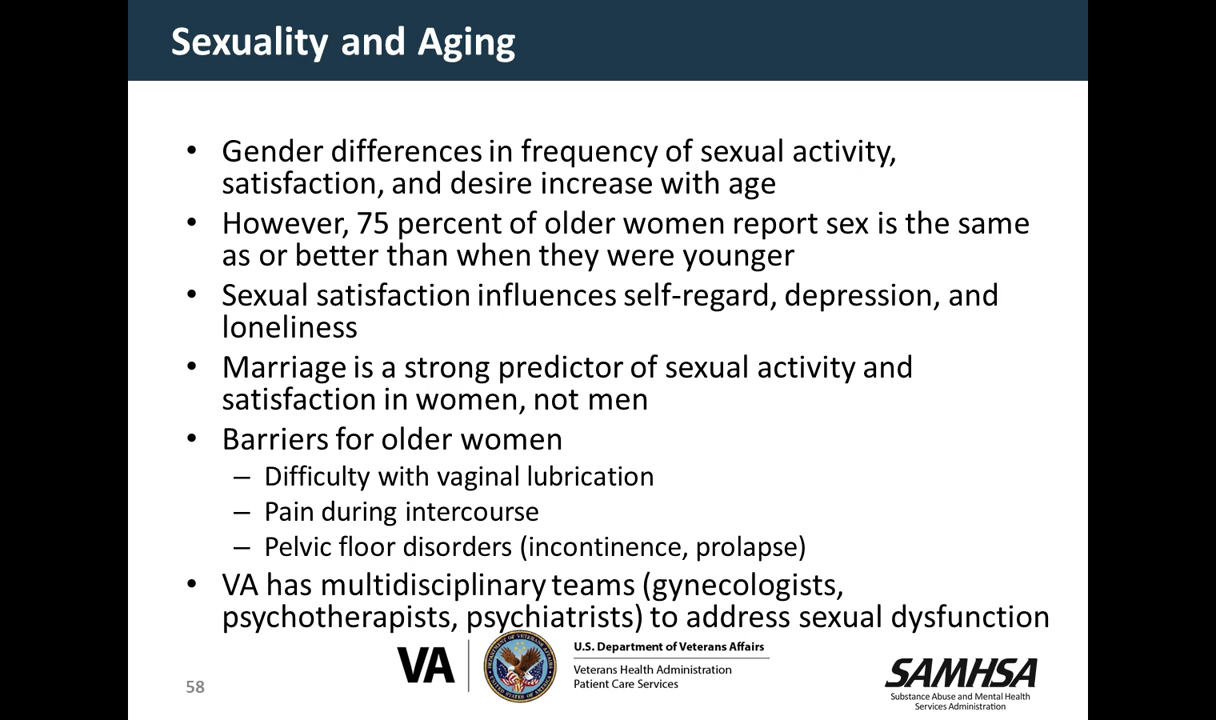 Sexuality and Aging
• Gender differences in frequency of sexual activity,
satisfaction, and desire increase with age
• However, 75 percent of older women report sex is the same
as or better than when they were younger
• Sexual satisfaction influences self-regard, depression, and
loneliness
• Marriage is a strong predictor of sexual activity and
satisfaction in women, not men
• Barriers for older women
– Difficulty with vaginal lubrication
– Pain during intercourse
– Pelvic floor disorders (incontinence, prolapse)
• VA has multidisciplinary teams (gynecologists,
psychotherapists, psychiatrists) to address sexual dysfunction
58
VA
U.S. Department of Veterans Affairs
Veterans Health Administration
Patient Care Services
SAMHSA
Substance Abuse and Mental Health
Services Administration